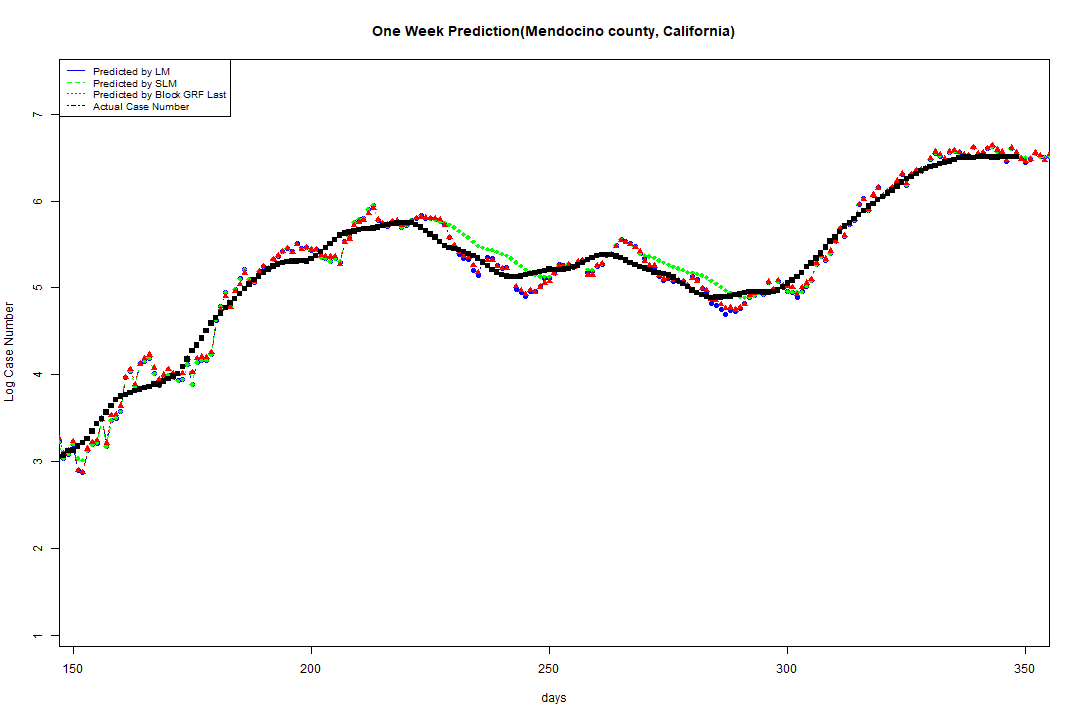 One Week Prediction(Mendocino county, California)
Predicted by LM
Predicted by SLM
Predicted by Block GRF Last
Actual Case Number
7
6
5
4
3
2
1
Log Case Number
150 200 250 300 350
days